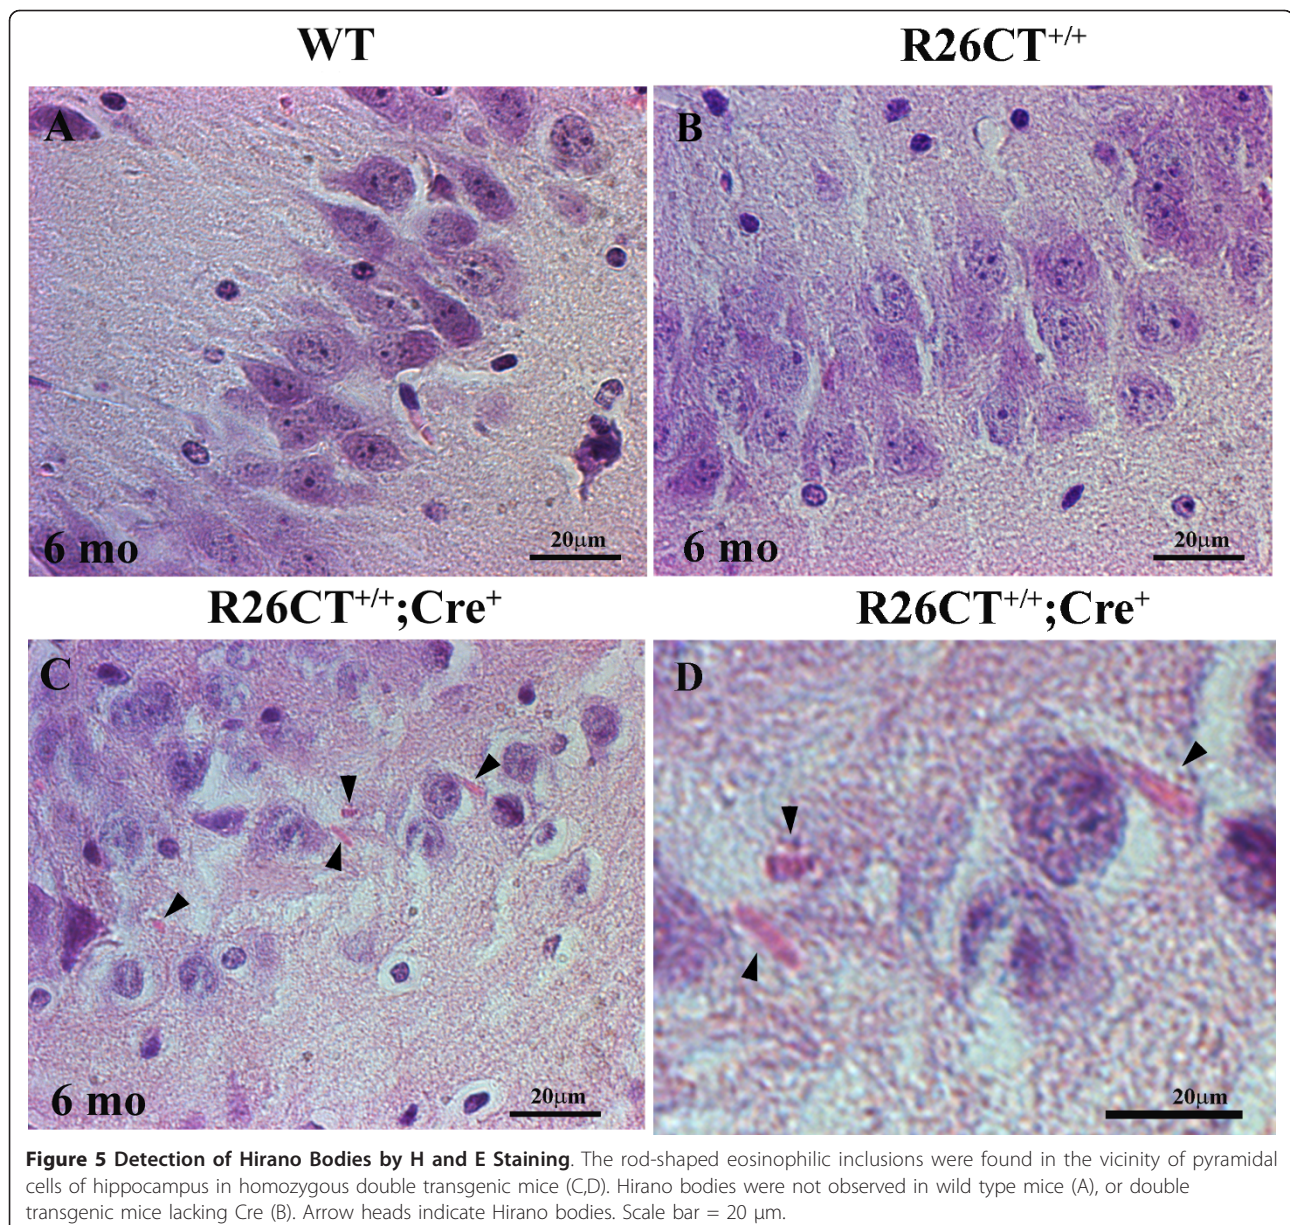 WT
R26CT+/+
A
B
6 mo
20μm
6 mo
20μm
R26CT+/+;Cre+
R26CT+/+;Cre+
C
D
6 mo
20μm
20μm
Figure 5 Detection of Hirano Bodies by H and E Staining. The rod-shaped eosinophilic inclusions were found in the vicinity of pyramidal
cells of hippocampus in homozygous double transgenic mice (C,D). Hirano bodies were not observed in wild type mice (A), or double
transgenic mice lacking Cre (B). Arrow heads indicate Hirano bodies. Scale bar = 20 μm.